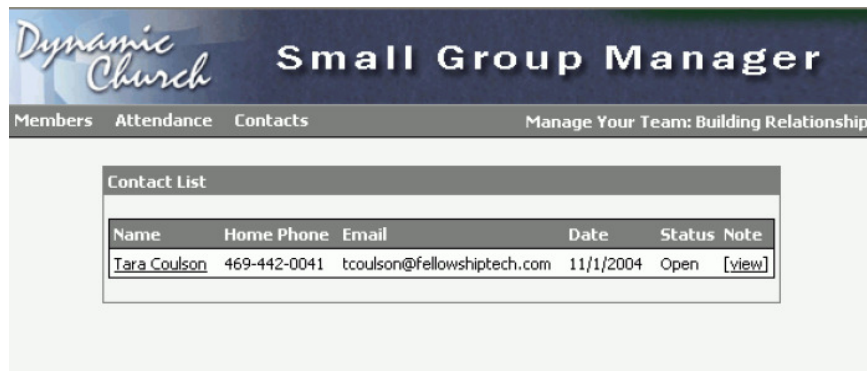 Dynamic
Church
Small Group Manager
Members Attendance Contacts Manage Your Team: Building Relationship
Contact List
Name Home Phone Email Date Status Note
Tara Coulson 469-442-0041 tcoulson@fellowshiptech.com 11/1/2004 Open [view]